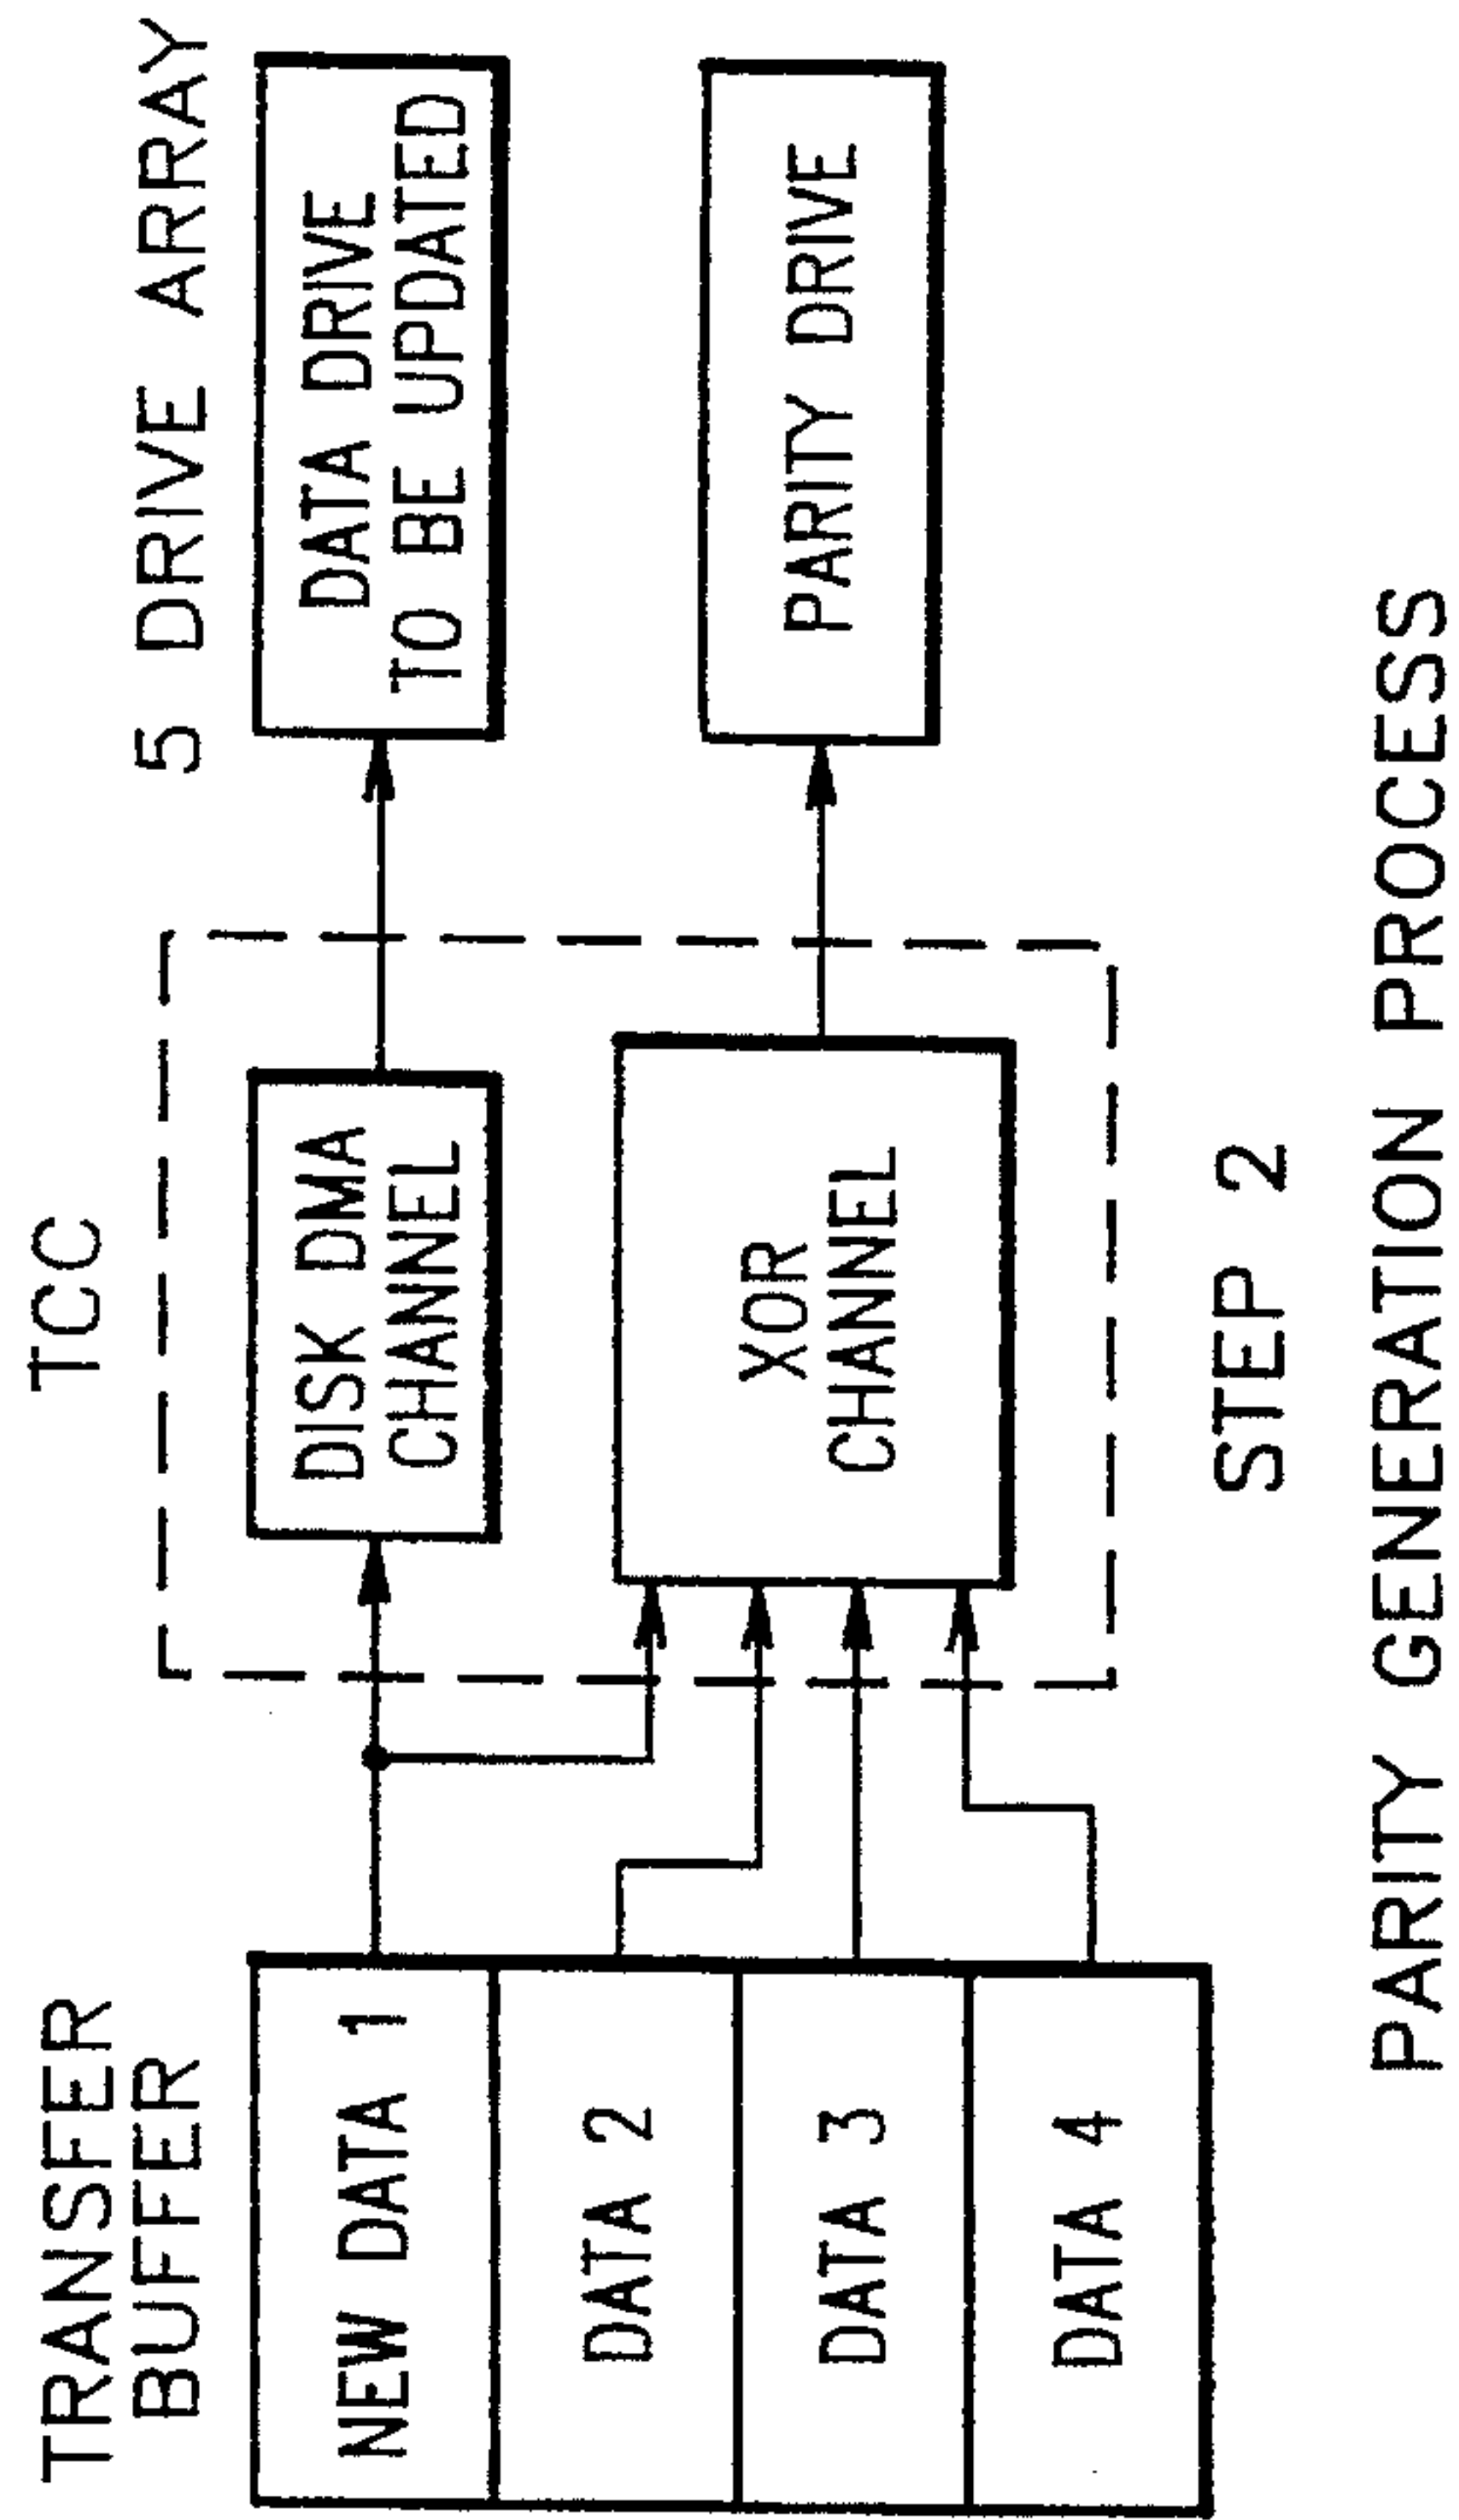 TRANSFER
BUFFER
TCC
5 DRIVE ARRAY
NEW DATA 1
DATA 2
DATA 3
DATA 4
DISK DMA
CHANNEL
XOR
CHANNEL
DATA DRIVE
TO BE UPDATED
PARITY DRIVE
STEP 2
PARITY GENERATION PROCESS